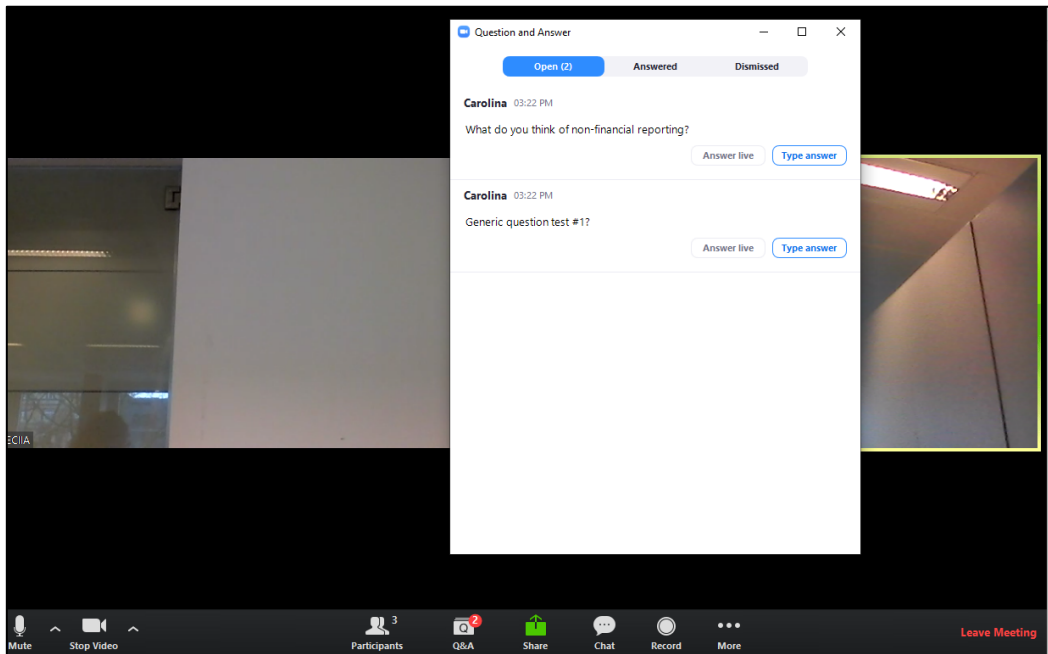 Question and Answer
Open (2) Answered Dismissed
Carolina 03:22 PM
What do you think of non-financial reporting?
Answer live Type answer
Carolina 03:22 PM
Generic question test #1?
Answer live Type answer
ECIIA
3
2
Mute Stop Video Participants Q&A Share Chat Record More Leave Meeting